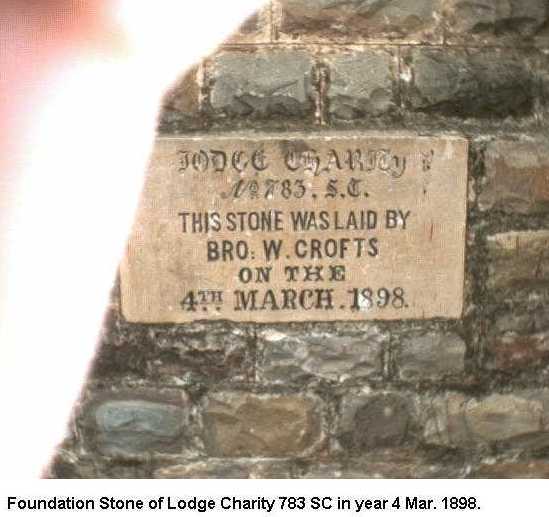 LODGE CHARITy
No 783. S.C.
THIS STONE WAS LAID BY
BRO: W. CROFTS
ON THE
4TH MARCH. 1898.
Foundation Stone of Lodge Charity 783 SC in year 4 Mar. 1898.